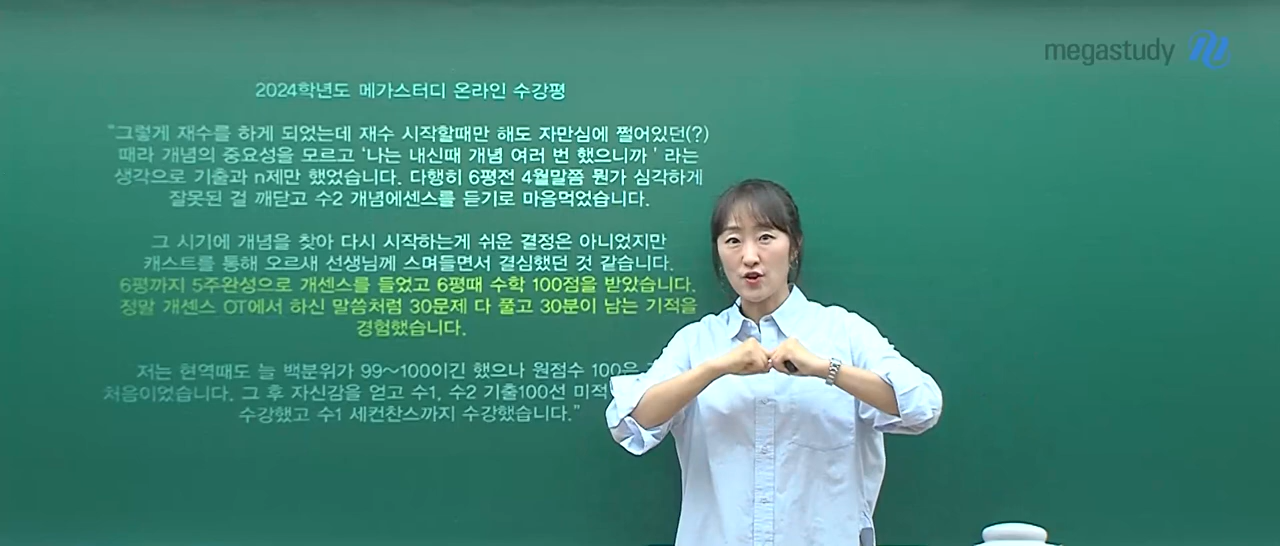 megastudy
2024학년도 메가스터디 온라인 수강평
“그렇게 재수를 하게 되었는데 재수 시작할때만 해도 자만심에 쩔어있던(?)
때라 개념의 중요성을 모르고 ‘나는 내신때 개념 여러 번 했으니까 ’ 라는
생각으로 기출과 n제만 했었습니다. 다행히 6평전 4월말쯤 뭔가 심각하게
잘못된 걸 깨닫고 수2 개념에센스를 듣기로 마음먹었습니다.
그 시기에 개념을 찾아 다시 시작하는게 쉬운 결정은 아니었지만
캐스트를 통해 오르새 선생님께 스며들면서 결심했던 것 같습니다.
6평까지 5주완성으로 개센스를 들었고 6평때 수학 100점을 받았습니다.
정말 개센스 OT에서 하신 말씀처럼 30문제 다 풀고 30분이 남는 기적을
경험했습니다.
저는 현역때도 늘 백분위가 99~100이긴 했으나 원점수 100은
처음이었습니다. 그 후 자신감을 얻고 수1, 수2 기출100선 미적
수강했고 수1 세컨찬스까지 수강했습니다.”